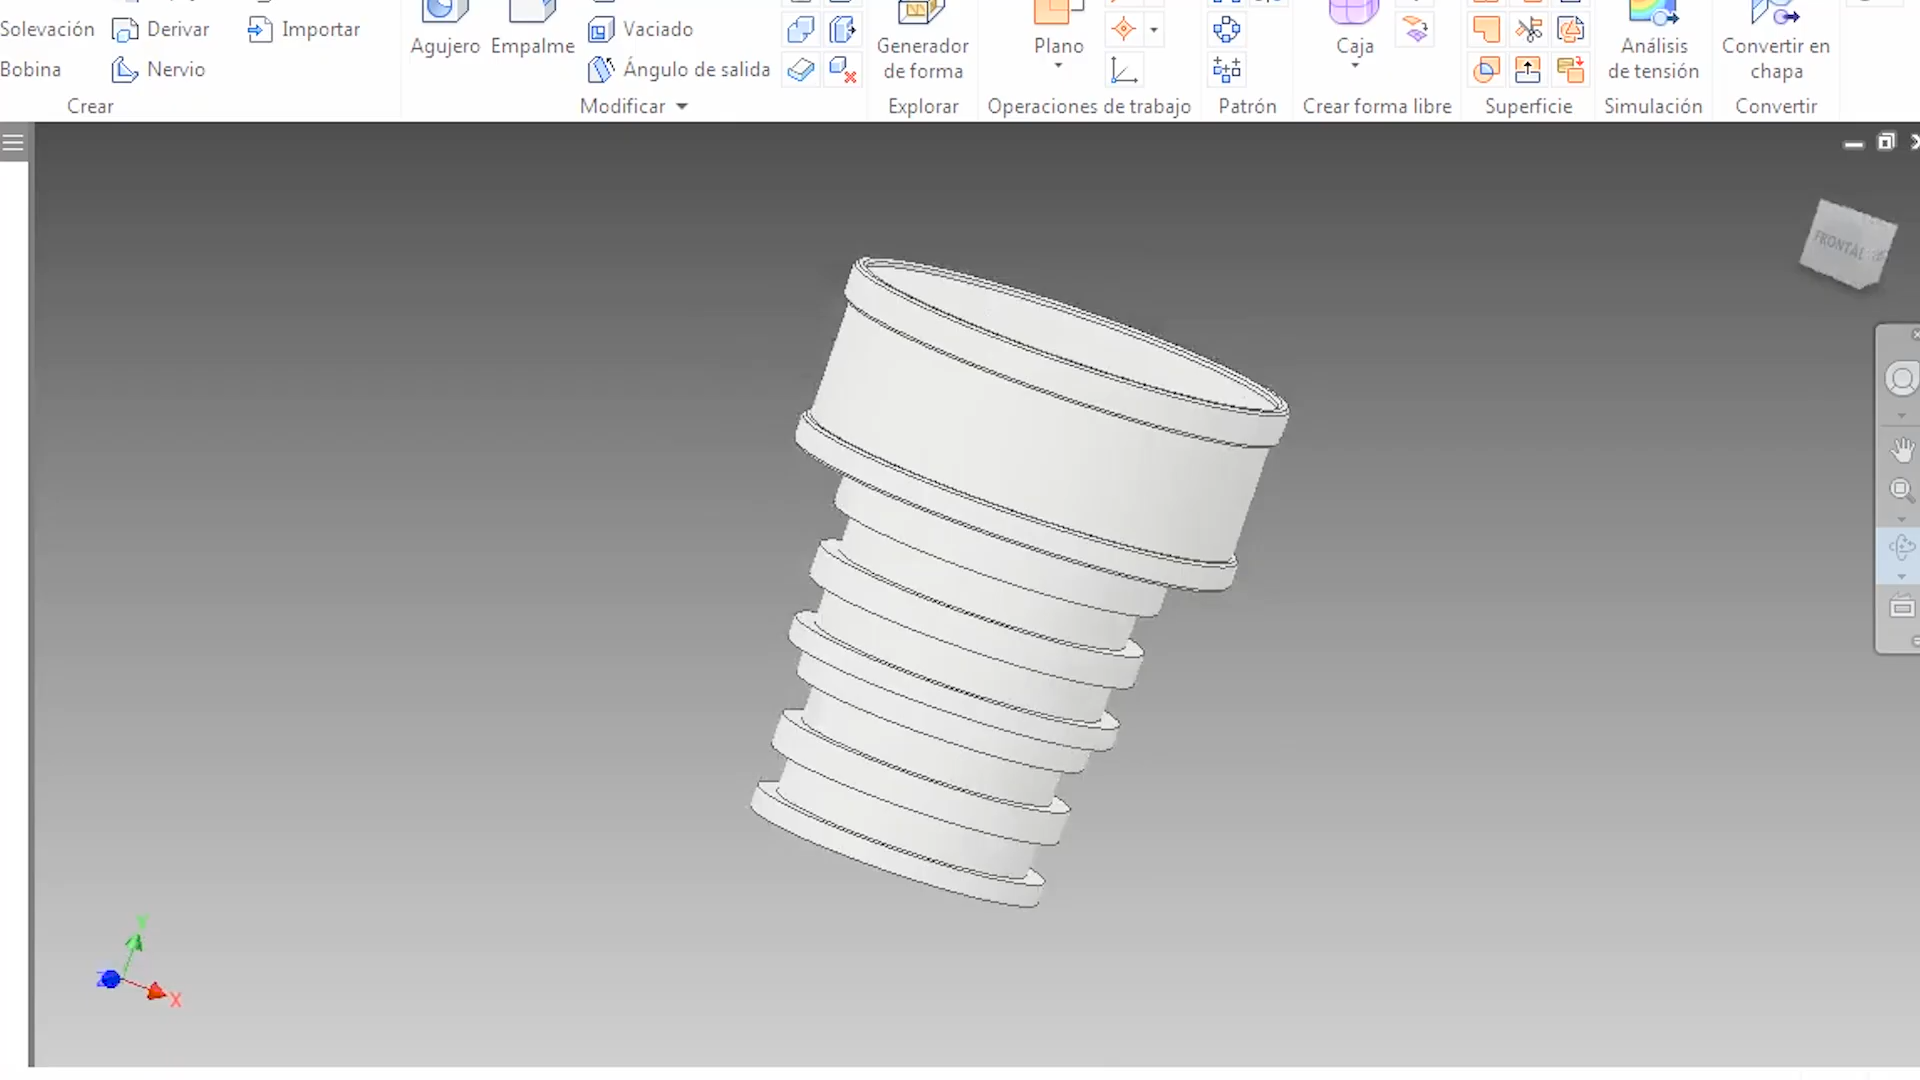 Solevación Derivar Importar
Bobina Nervio
Crear
Agujero Empalme Vaciado
Ángulo de salida
Modificar
Generador
de forma
Explorar
Plano
Operaciones de trabajo
Patrón
Caja
Crear forma libre
Superficie
Análisis
de tensión
Simulación
Convertir en
chapa
Convertir
FRONTAL
Y
X